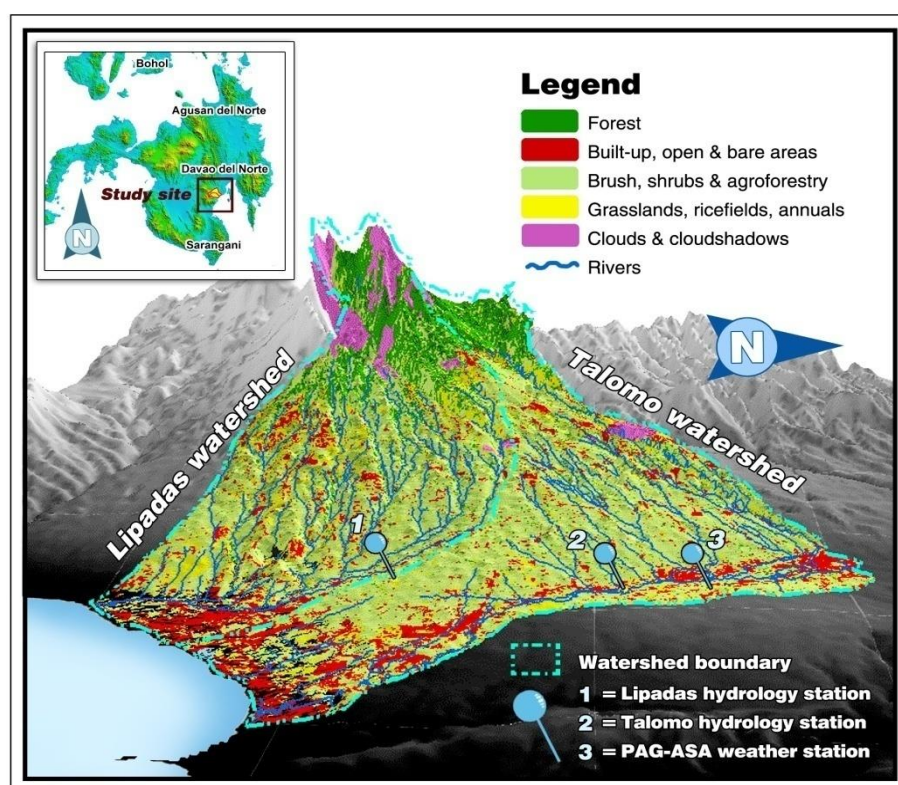 Bohol
Agusan del Norte
Davao del Norte
Study site
N
Sarangani
Legend
Forest
Built-up, open & bare areas
Brush, shrubs & agroforestry
Grasslands, ricefields, annuals
Clouds & cloudshadows
Rivers
N
Lipadas watershed
Talomo watershed
1
2
3
Watershed boundary
1 = Lipadas hydrology station
2 = Talomo hydrology station
3 = PAG-ASA weather station